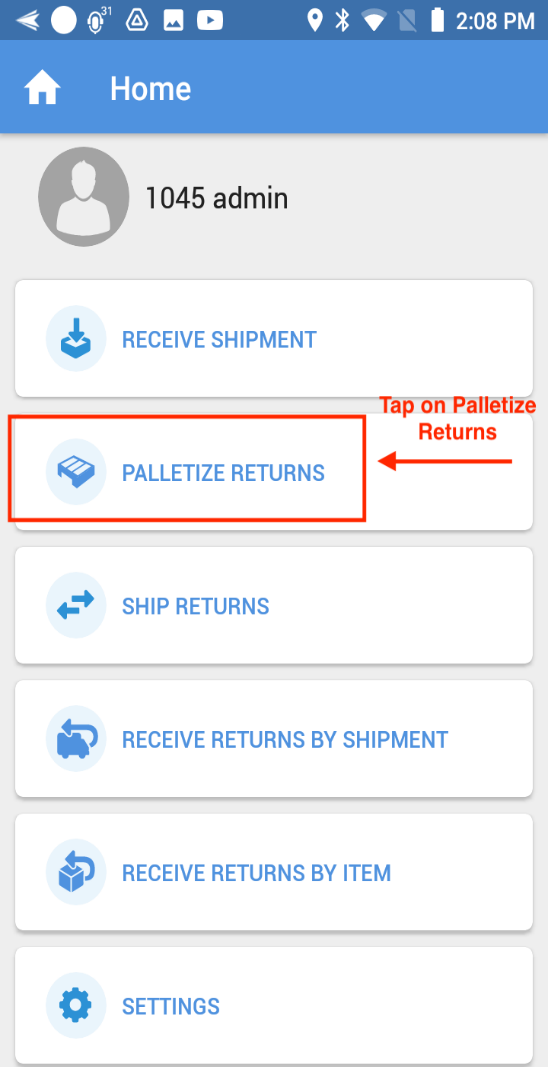 31
2:08 PM
Home
1045 admin
RECEIVE SHIPMENT
Tap on Palletize
Returns
PALLETIZE RETURNS
SHIP RETURNS
RECEIVE RETURNS BY SHIPMENT
RECEIVE RETURNS BY ITEM
SETTINGS